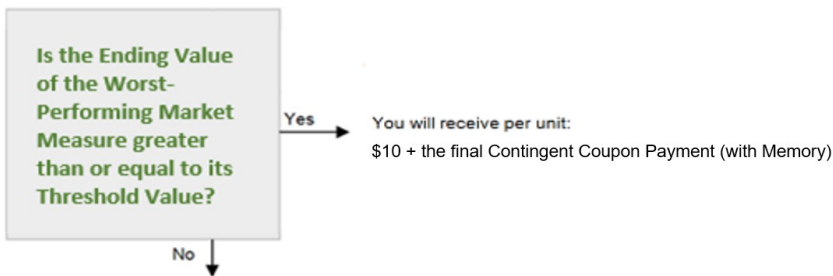 Is the Ending Value
of the Worst-
Performing Market
Measure greater
than or equal to its
Threshold Value?
Yes
You will receive per unit:
$10 + the final Contingent Coupon Payment (with Memory)
No